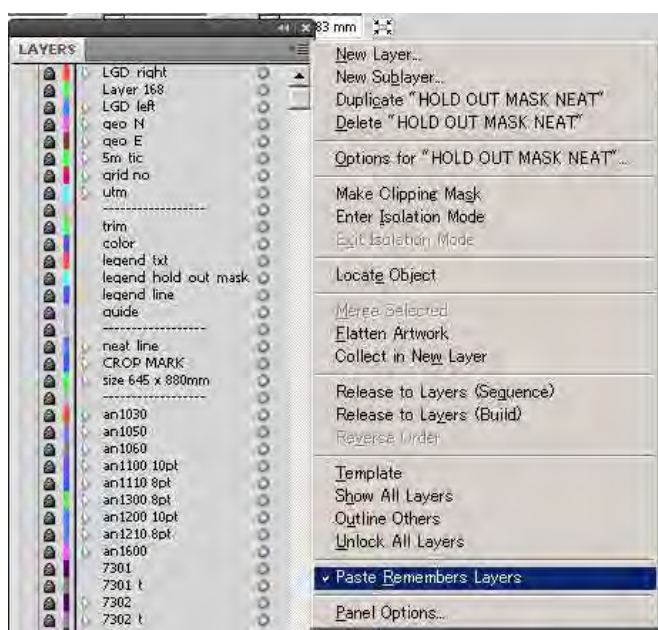 83 mm
LAYERS
LGD right
Layer 168
LGD left
geo N
geo E
5m tic
grid no
utm
------------------
trim
color
legend txt
legend hold out mask
legend line
guide
------------------
neat line
CROP MARK
size 645 x 880mm
------------------
an1030
an1050
an1060
an1100 10pt
an1110 8pt
an1300 8pt
an1200 10pt
an1210 8pt
an1600
7301
7301 t
7302
7302 t
New Layer...
New Sublayer...
Duplicate "HOLD OUT MASK NEAT"
Delete "HOLD OUT MASK NEAT"
Options for "HOLD OUT MASK NEAT"...
Make Clipping Mask
Enter Isolation Mode
Exit Isolation Mode
Locate Object
Merge Selected
Flatten Artwork
Collect in New Layer
Release to Layers (Sequence)
Release to Layers (Build)
Reverse Order
Template
Show All Layers
Outline Others
Unlock All Layers
Paste Remembers Layers
Panel Options...